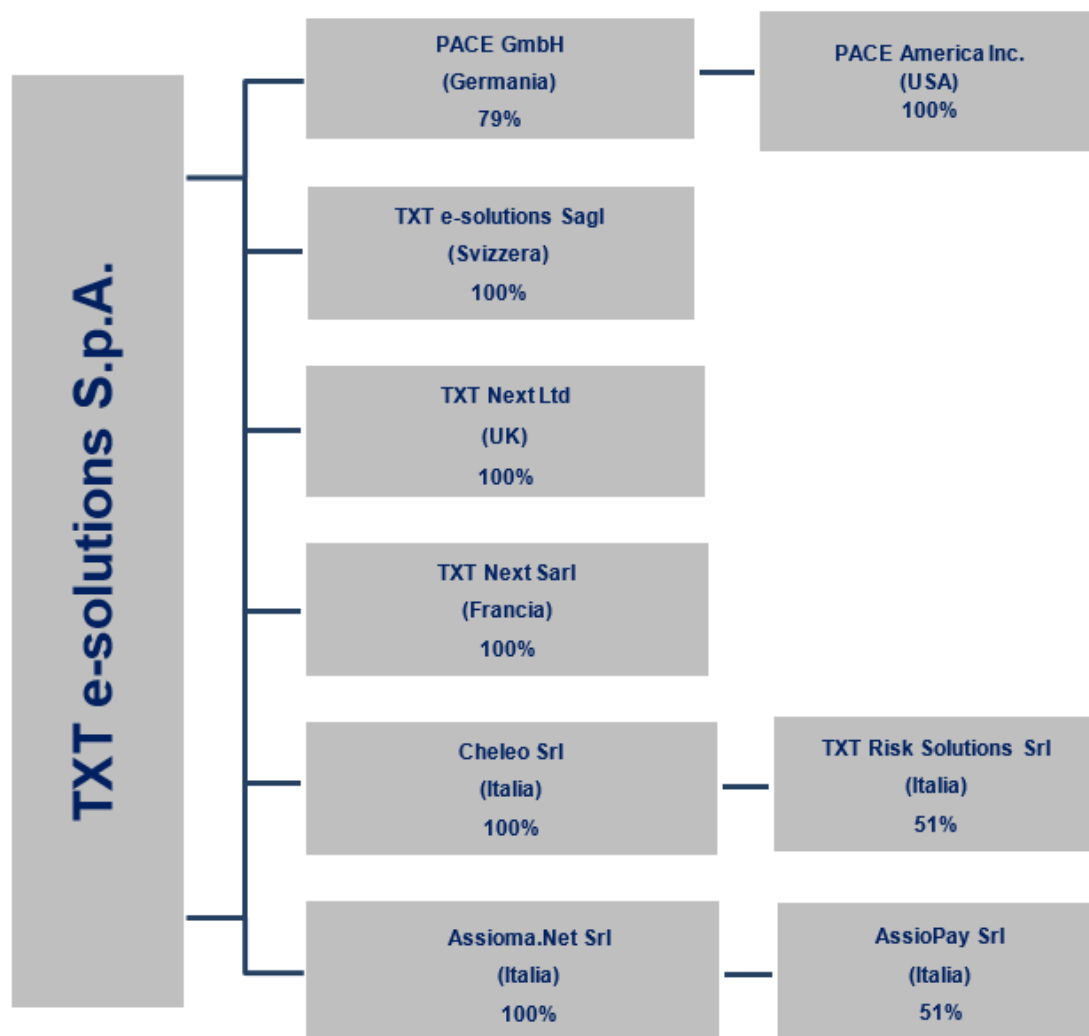 TXT e-solutions S.p.A.
PACE GmbH
(Germania)
79%
PACE America Inc.
(USA)
100%
TXT e-solutions Sagl
(Svizzera)
100%
TXT Next Ltd
(UK)
100%
TXT Next Sarl
(Francia)
100%
Cheleo Srl
(Italia)
100%
TXT Risk Solutions Srl
(Italia)
51%
Assioma.Net Srl
(Italia)
100%
AssioPay Srl
(Italia)
51%